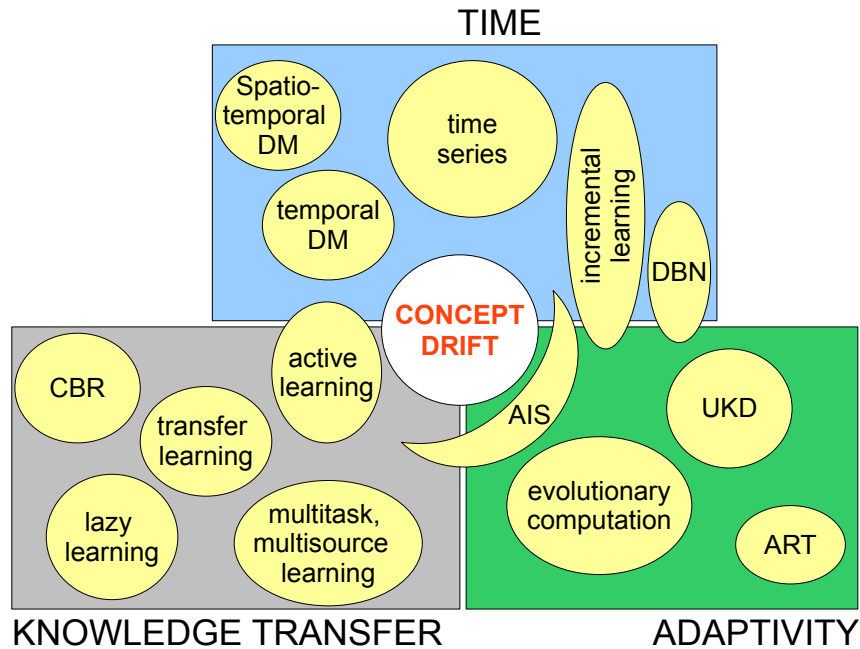 TIME
Spatio-
temporal
DM
time
series
temporal
DM
incremental
learning
DBN
CONCEPT
DRIFT
active
learning
CBR
transfer
learning
AIS
UKD
lazy
learning
multitask,
multisource
learning
evolutionary
computation
ART
KNOWLEDGE TRANSFER
ADAPTIVITY